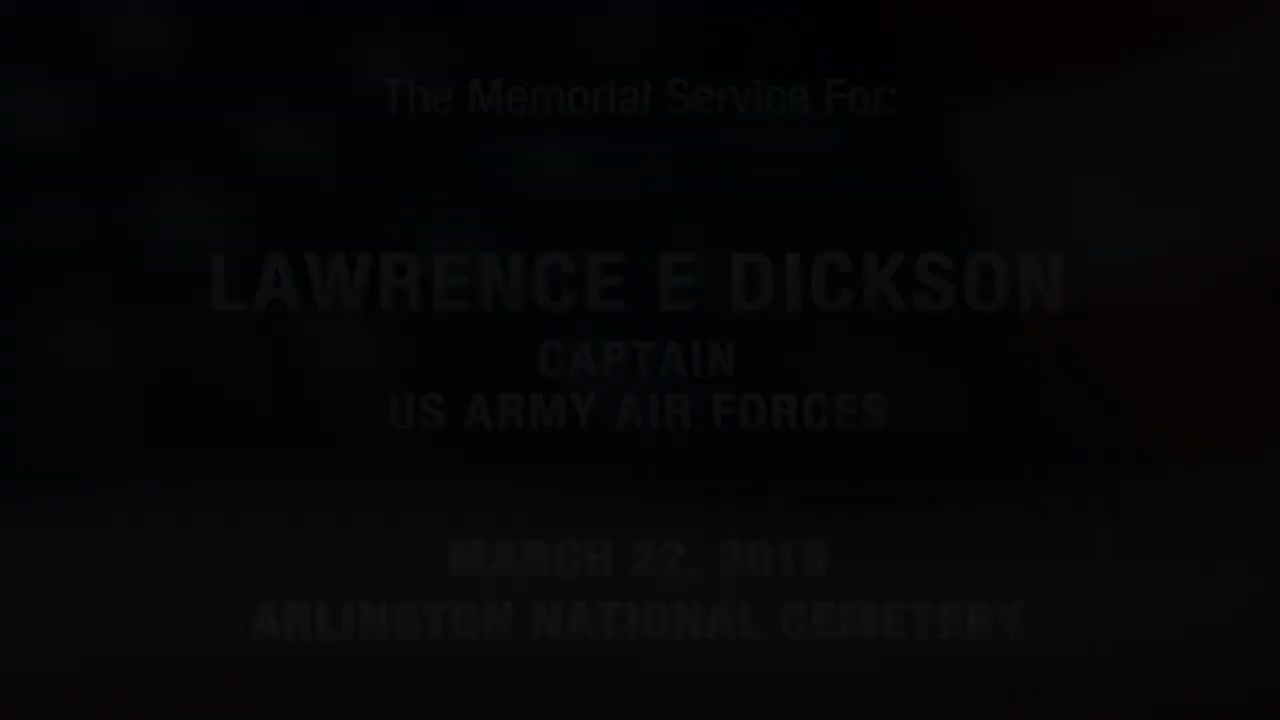 The Memorial Service For:
LAWRENCE E DICKSON
CAPTAIN
US ARMY AIR FORCES
MARCH 22, 2019
ARLINGTON NATIONAL CEMETERY